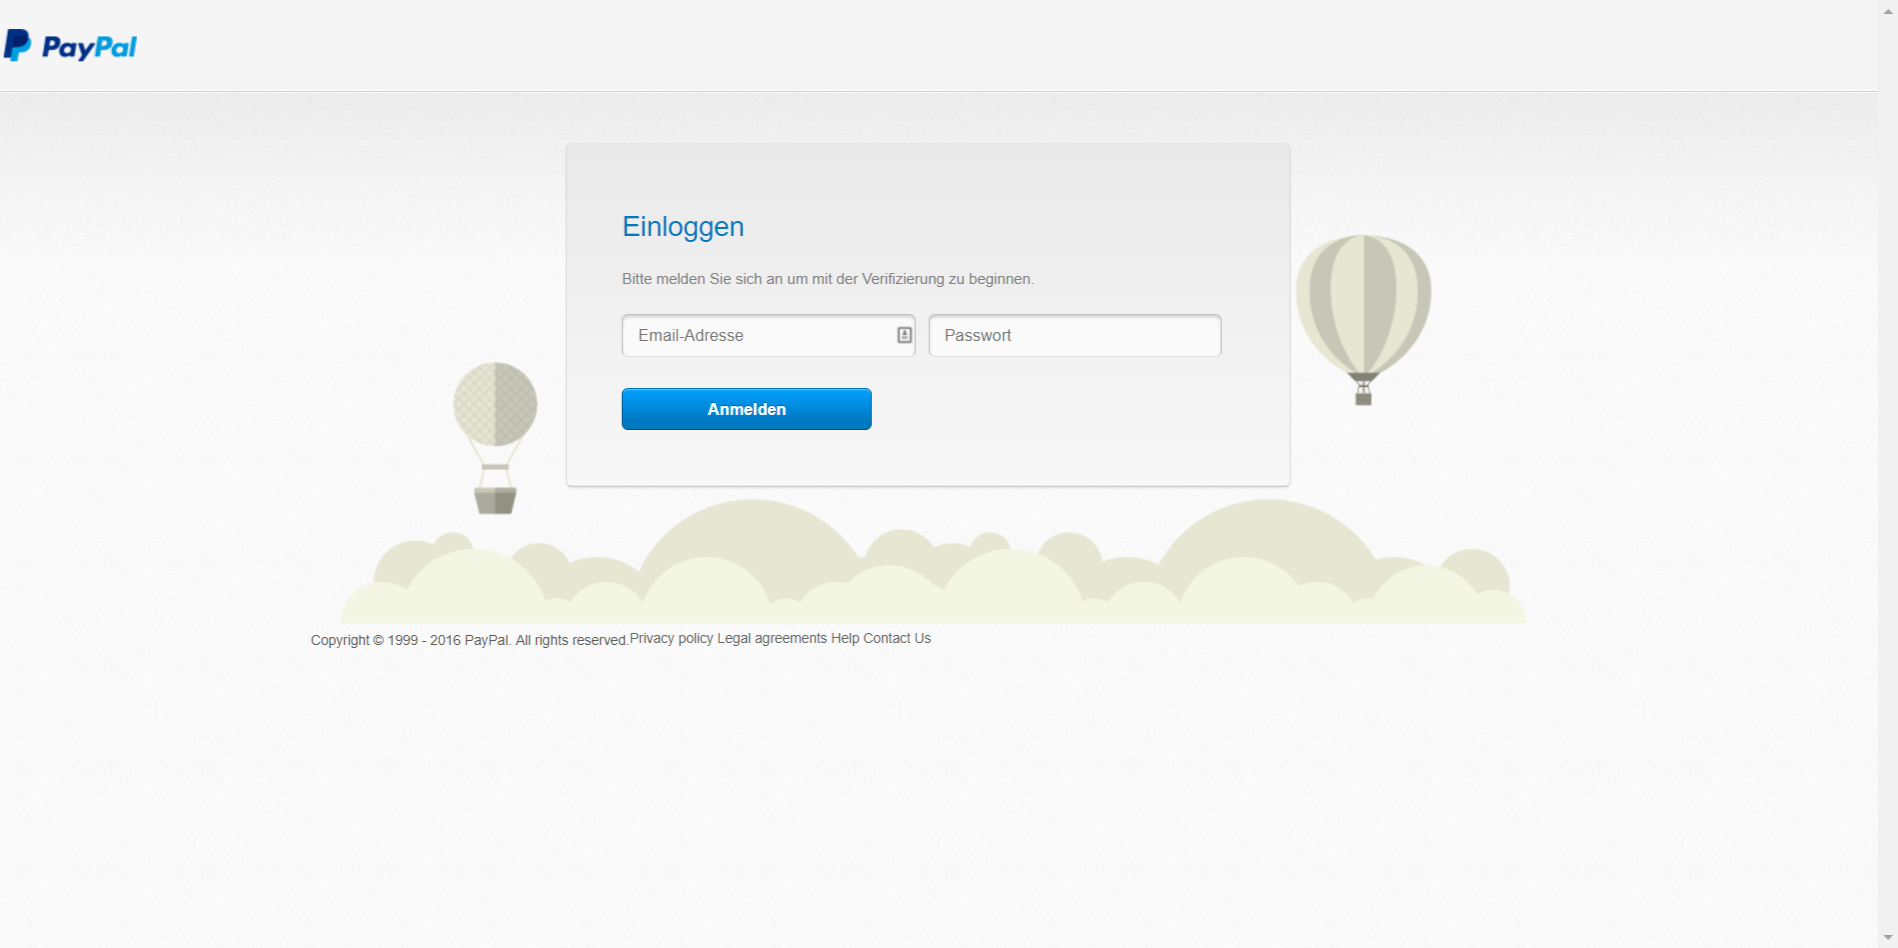 PayPal
Einloggen
Bitte melden Sie sich an um mit der Verifizierung zu beginnen.
Email-Adresse
Passwort
Anmelden
Copyright © 1999 - 2016 PayPal. All rights reserved.Privacy policy Legal agreements Help Contact Us